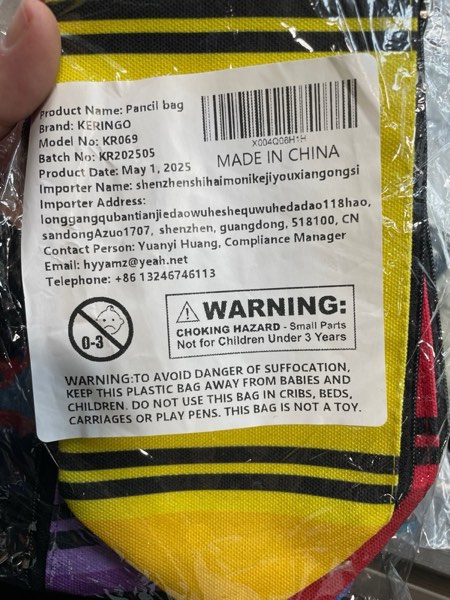 Product Name: Pancil bag
Brand: KERINGO
Model No: KR069
Batch No: KR202505
Product Date: May 1, 2025
X004Q06H1H
MADE IN CHINA
Importer Name: shenzhenshihaimonikejiyouxiangongsi
Importer Address:
longgangqubantianjiedaowuheshequwuhedadao118hao,
sandongAzuo1707, shenzhen, guangdong, 518100, CN
Contact Person: Yuanyi Huang, Compliance Manager
Email: hyyamz@yeah.net
Telephone: +86 13246746113
0-3
WARNING:
CHOKING HAZARD - Small Parts
Not for Children Under 3 Years
WARNING:TO AVOID DANGER OF SUFFOCATION,
KEEP THIS PLASTIC BAG AWAY FROM BABIES AND
CHILDREN. DO NOT USE THIS BAG IN CRIBS, BEDS,
CARRIAGES OR PLAY PENS. THIS BAG IS NOT A TOY.